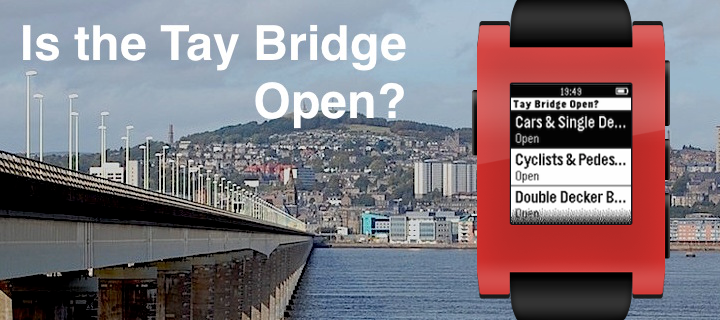 Is the Tay Bridge
Open?
19:49
Tay Bridge Open?
Cars & Single De...
Open
Cyclists & Pedes...
Open
Double Decker B...
Open